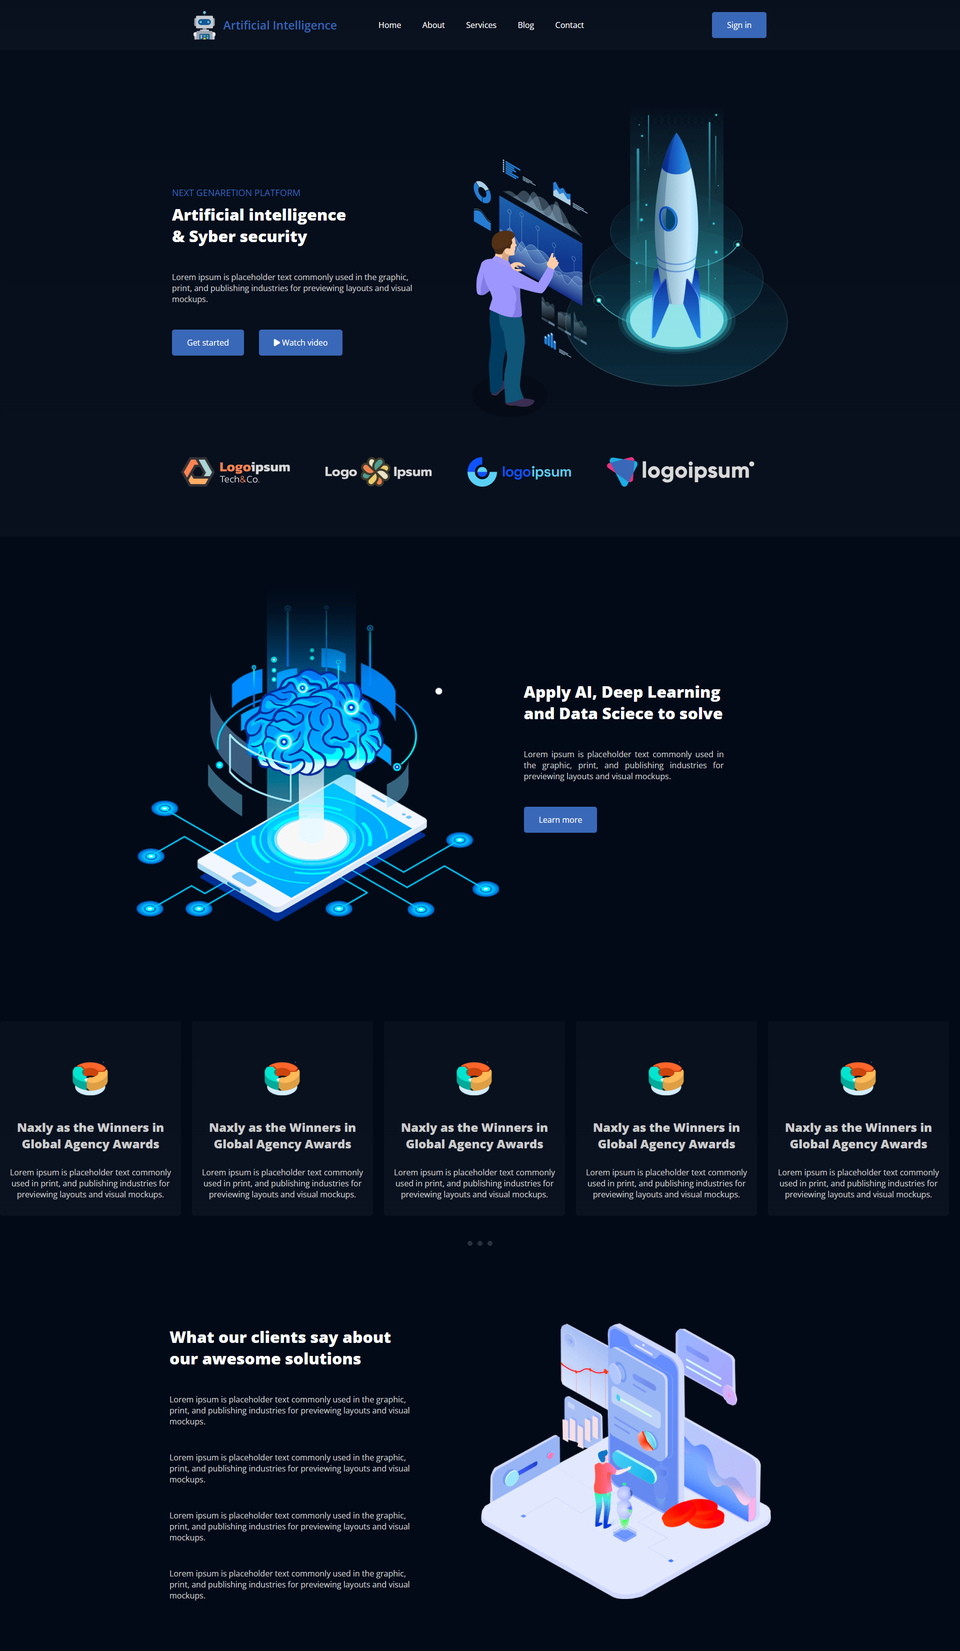 Artificial Intelligence
Home
About
Services
Blog
Contact
Sign in
NEXT GENARETION PLATFORM
Artificial intelligence
& Syber security
Lorem ipsum is placeholder text commonly used in the graphic,
print, and publishing industries for previewing layouts and visual
mockups.
Get started
Watch video
Logoipsum
Tech&Co.
Logo Ipsum
logoipsum
logoipsum
Apply AI, Deep Learning
and Data Sciece to solve
Lorem ipsum is placeholder text commonly used in
the graphic, print, and publishing industries for
previewing layouts and visual mockups.
Learn more
Naxly as the Winners in
Global Agency Awards
Lorem ipsum is placeholder text commonly
used in print, and publishing industries for
previewing layouts and visual mockups.
Naxly as the Winners in
Global Agency Awards
Lorem ipsum is placeholder text commonly
used in print, and publishing industries for
previewing layouts and visual mockups.
Naxly as the Winners in
Global Agency Awards
Lorem ipsum is placeholder text commonly
used in print, and publishing industries for
previewing layouts and visual mockups.
Naxly as the Winners in
Global Agency Awards
Lorem ipsum is placeholder text commonly
used in print, and publishing industries for
previewing layouts and visual mockups.
Naxly as the Winners in
Global Agency Awards
Lorem ipsum is placeholder text commonly
used in print, and publishing industries for
previewing layouts and visual mockups.
What our clients say about
our awesome solutions
Lorem ipsum is placeholder text commonly used in the graphic,
print, and publishing industries for previewing layouts and visual
mockups.
Lorem ipsum is placeholder text commonly used in the graphic,
print, and publishing industries for previewing layouts and visual
mockups.
Lorem ipsum is placeholder text commonly used in the graphic,
print, and publishing industries for previewing layouts and visual
mockups.
Lorem ipsum is placeholder text commonly used in the graphic,
print, and publishing industries for previewing layouts and visual
mockups.